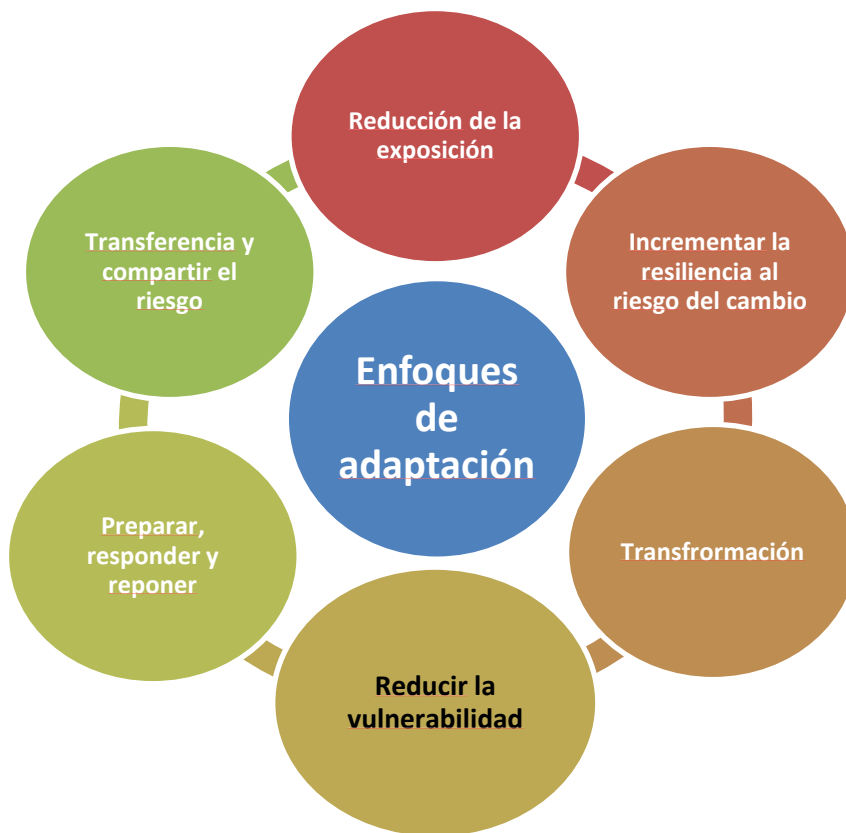 Reducción de la
exposición
Transferencia y
compartir el
riesgo
Incrementar la
resiliencia al
riesgo del cambio
Enfoques
de
adaptación
Preparar,
responder y
reponer
Transfrormación
Reducir la
vulnerabilidad